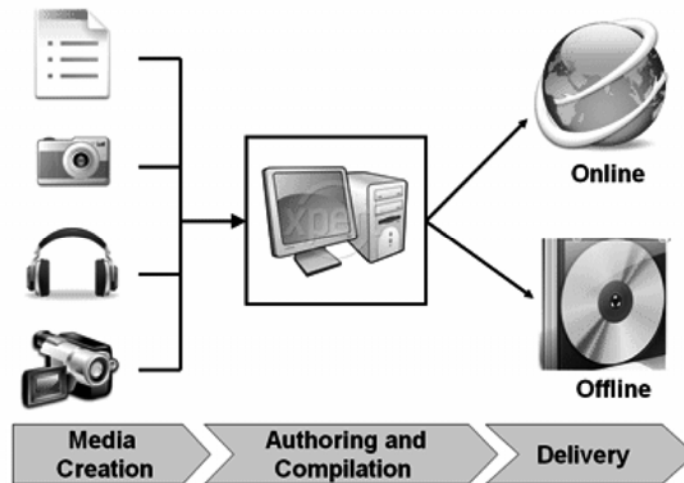 Online
Offline
Media
Creation
Authoring and
Compilation
Delivery